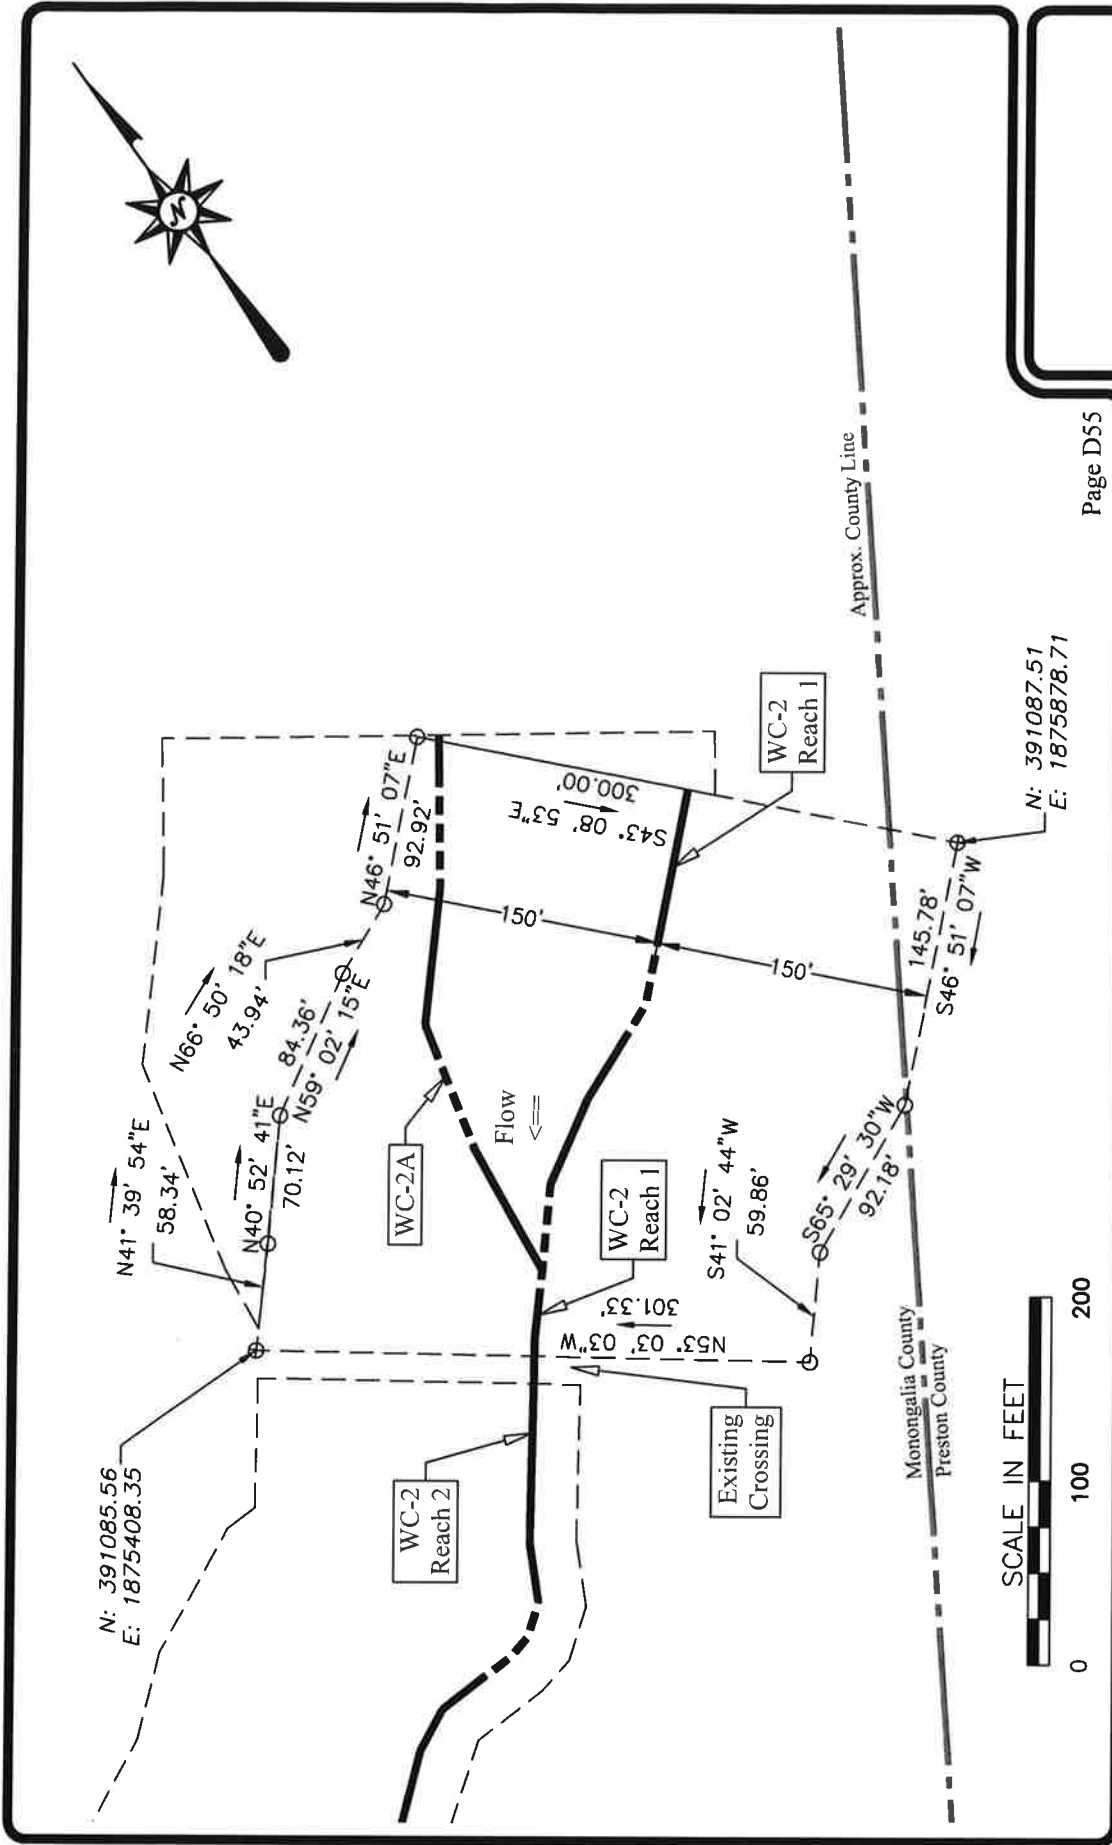 N
N: 391085.56
E: 1875408.35
N41° 39' 54"E
58.34'
N40° 52' 41"E
70.12'
84.36'
N59° 02' 15"E
N66° 50' 18"E
43.94'
N46° 51' 07"E
92.92'
S43° 08' 53"E
300.00'
150'
150'
WC-2A
Flow
<==
WC-2
Reach 1
WC-2
Reach 1
WC-2
Reach 2
N53° 03' 03"W
301.33'
Existing
Crossing
S41° 02' 44"W
59.86'
S65° 29' 30"W
92.18'
145.78'
S46° 51' 07"W
N: 391087.51
E: 1875878.71
Approx. County Line
Monongalia County
Preston County
SCALE IN FEET
0 100 200
Page D55